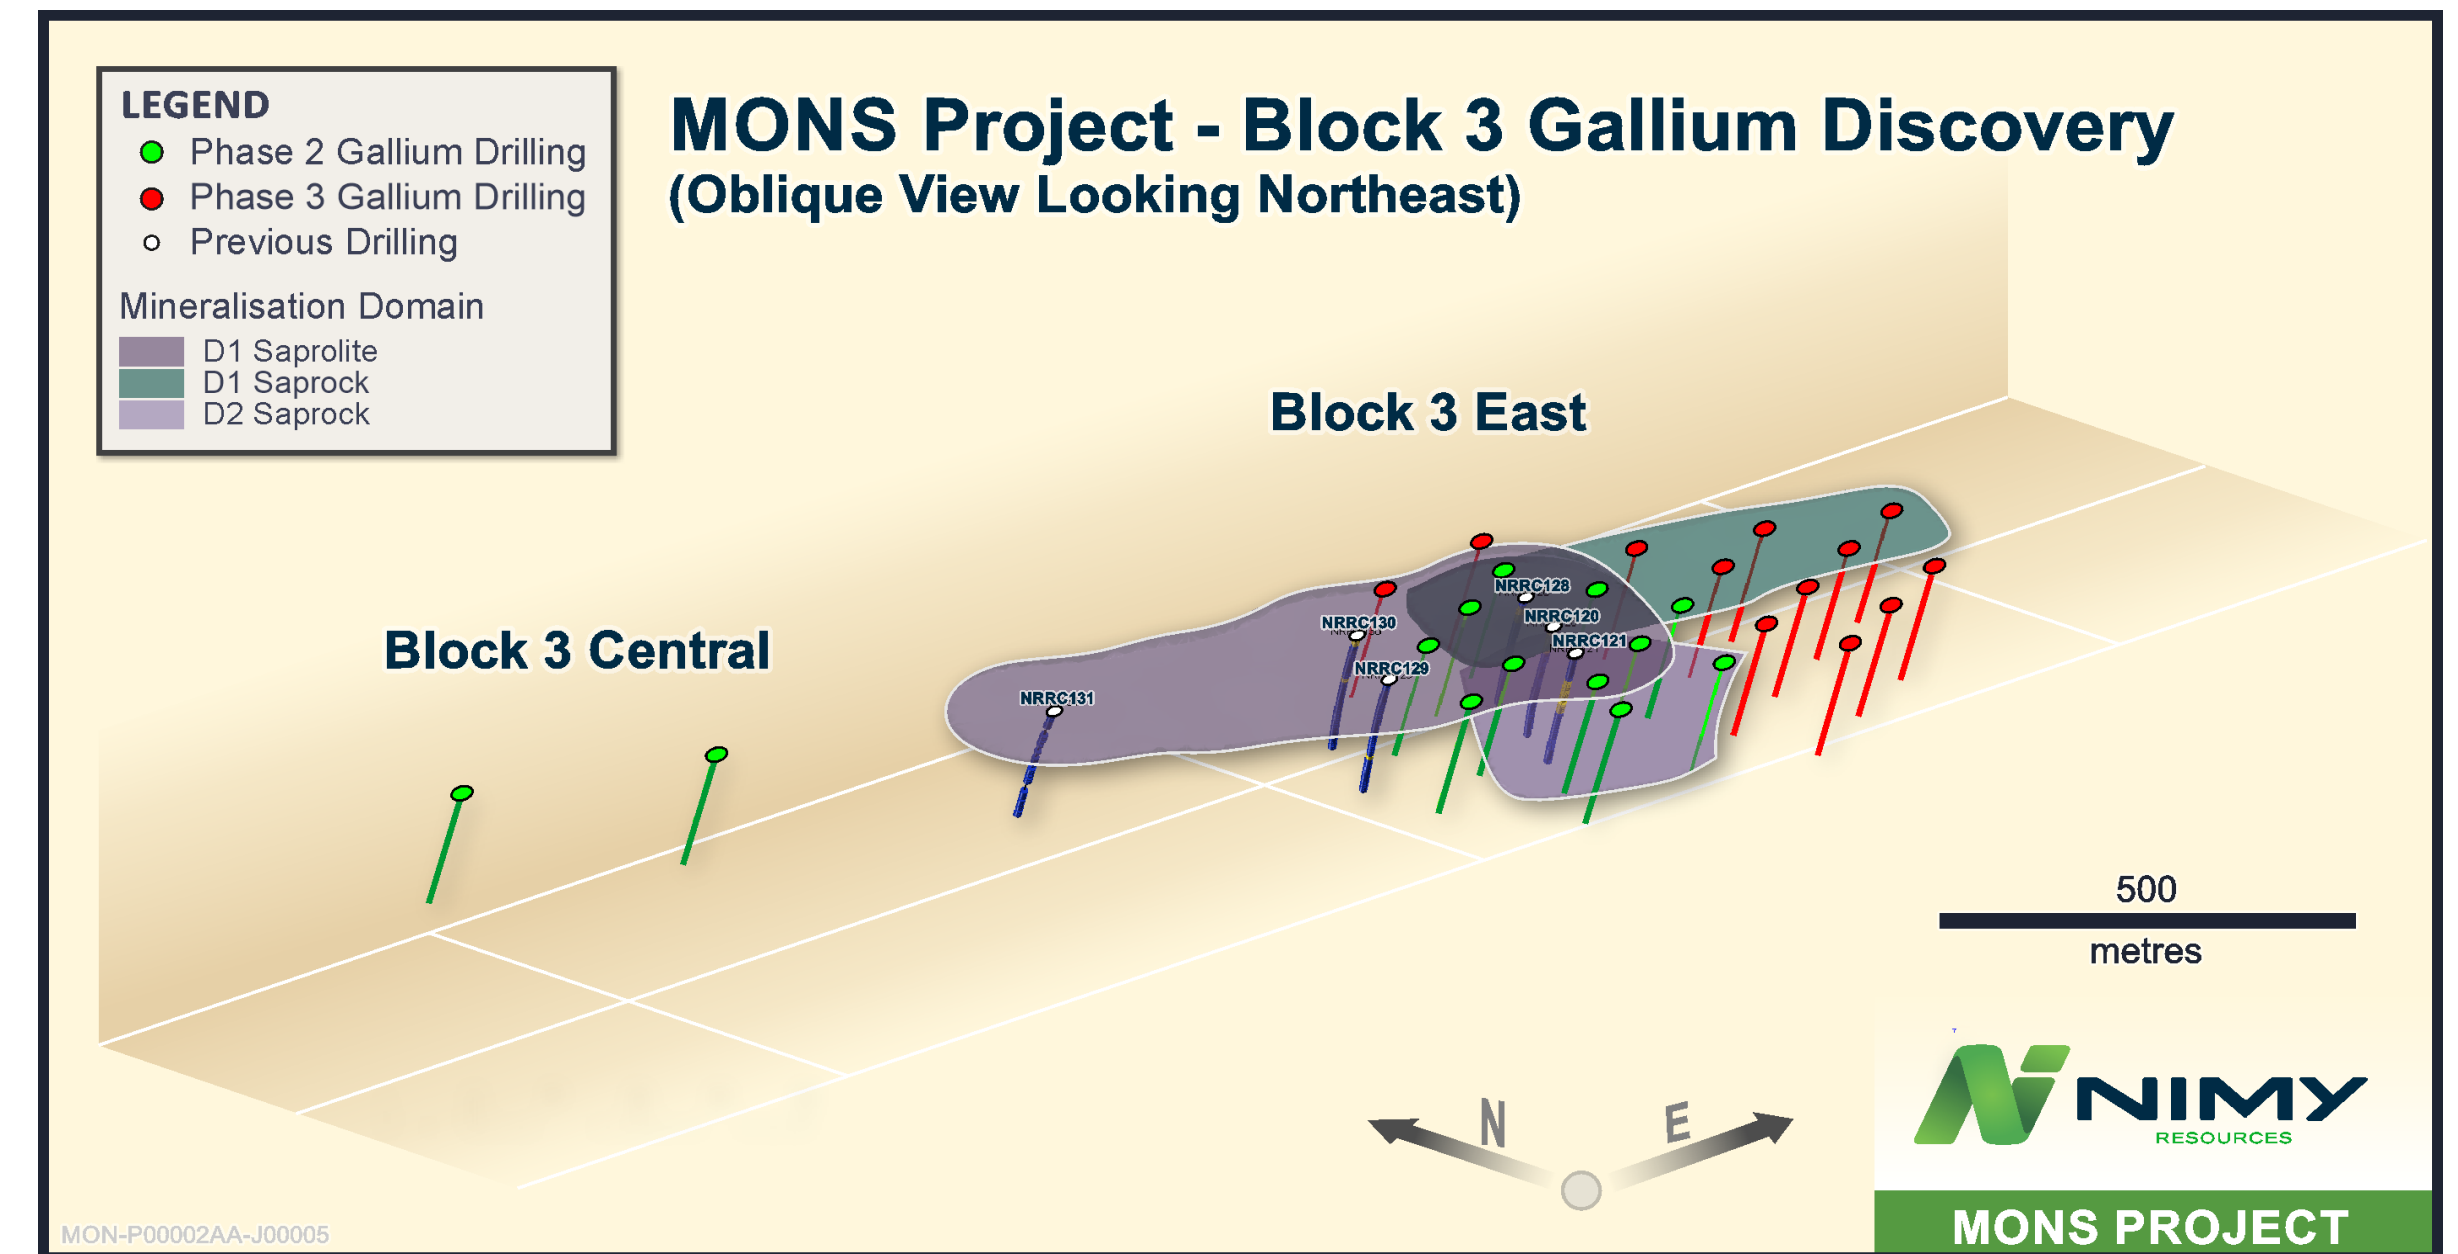 LEGEND
Phase 2 Gallium Drilling
Phase 3 Gallium Drilling
Previous Drilling
Mineralisation Domain
D1 Saprolite
D1 Saprock
D2 Saprock
MONS Project - Block 3 Gallium Discovery
(Oblique View Looking Northeast)
Block 3 East
Block 3 Central
NRRC128
NRRC120
NRRC130
NRRC121
NRRC129
NRRC131
500
metres
N
E
NIMY
RESOURCES
MONS PROJECT
MON-P00002AA-J00005